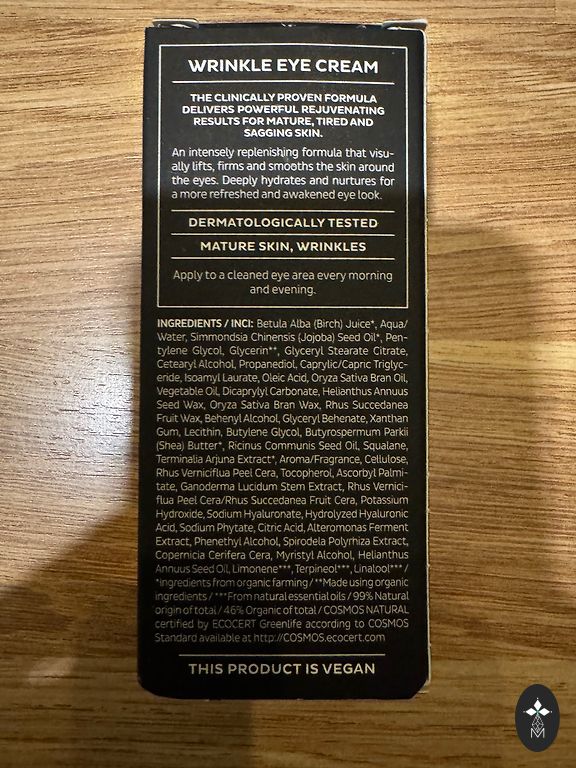 WRINKLE EYE CREAM
THE CLINICALLY PROVEN FORMULA
DELIVERS POWERFUL REJUVENATING
RESULTS FOR MATURE, TIRED AND
SAGGING SKIN.
An intensely replenishing formula that visu-
ally lifts, firms and smooths the skin around
the eyes. Deeply hydrates and nurtures for
a more refreshed and awakened eye look.
DERMATOLOGICALLY TESTED
MATURE SKIN, WRINKLES
Apply to a cleaned eye area every morning
and evening.
INGREDIENTS / INCI: Betula Alba (Birch) Juice*, Aqua/
Water, Simmondsia Chinensis (Jojoba) Seed Oil*, Pen-
tylene Glycol, Glycerin**, Glyceryl Stearate Citrate,
Cetearyl Alcohol, Propanediol, Caprylic/Capric Triglyc-
eride, Isoamyl Laurate, Oleic Acid, Oryza Sativa Bran Oil,
Vegetable Oil, Dicaprylyl Carbonate, Helianthus Annuus
Seed Wax, Oryza Sativa Bran Wax, Rhus Succedanea
Fruit Wax, Behenyl Alcohol, Glyceryl Behenate, Xanthan
Gum, Lecithin, Butylene Glycol, Butyrospermum Parkii
(Shea) Butter*, Ricinus Communis Seed Oil, Squalane,
Terminalia Arjuna Extract*, Aroma/Fragrance, Cellulose,
Rhus Verniciflua Peel Cera, Tocopherol, Ascorbyl Palmi-
tate, Ganoderma Lucidum Stem Extract, Rhus Vernici-
flua Peel Cera/Rhus Succedanea Fruit Cera, Potassium
Hydroxide, Sodium Hyaluronate, Hydrolyzed Hyaluronic
Acid, Sodium Phytate, Citric Acid, Alteromonas Ferment
Extract, Phenethyl Alcohol, Spirodela Polyrhiza Extract,
Copernicia Cerifera Cera, Myristyl Alcohol, Helianthus
Annuus Seed Oil, Limonene***, Terpineol***, Linalool*** /
*Ingredients from organic farming / **Made using organic
ingredients / ***From natural essential oils / 99% Natural
origin of total / 46% Organic of total / COSMOS NATURAL
certified by ECOCERT Greenlife according to COSMOS
Standard available at http://COSMOS.ecocert.com
THIS PRODUCT IS VEGAN
M